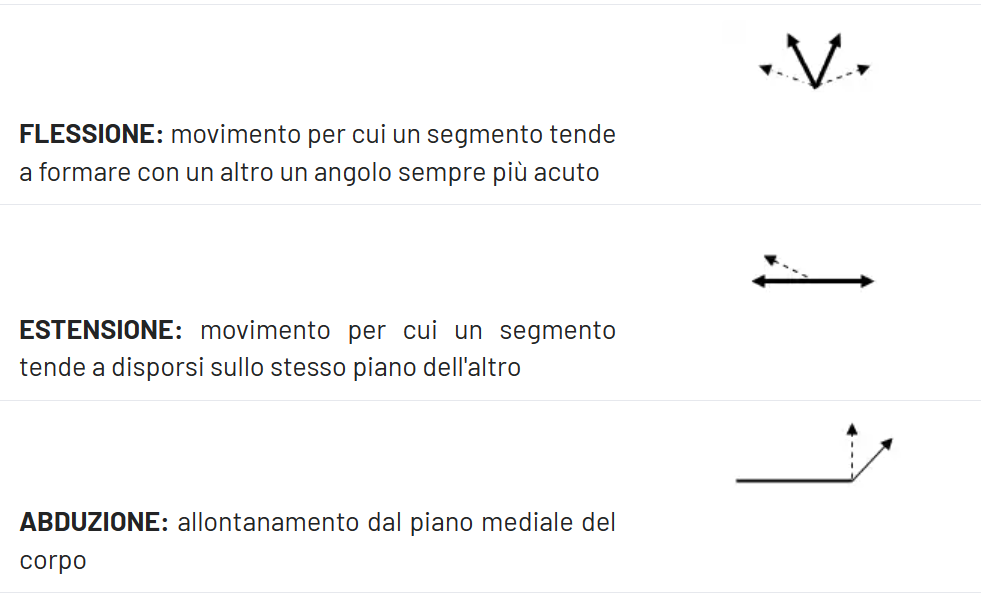 FLESSIONE: movimento per cui un segmento tende
a formare con un altro un angolo sempre più acuto
ESTENSIONE: movimento per cui un segmento
tende a disporsi sullo stesso piano dell'altro
ABDUZIONE: allontanamento dal piano mediale del
corpo